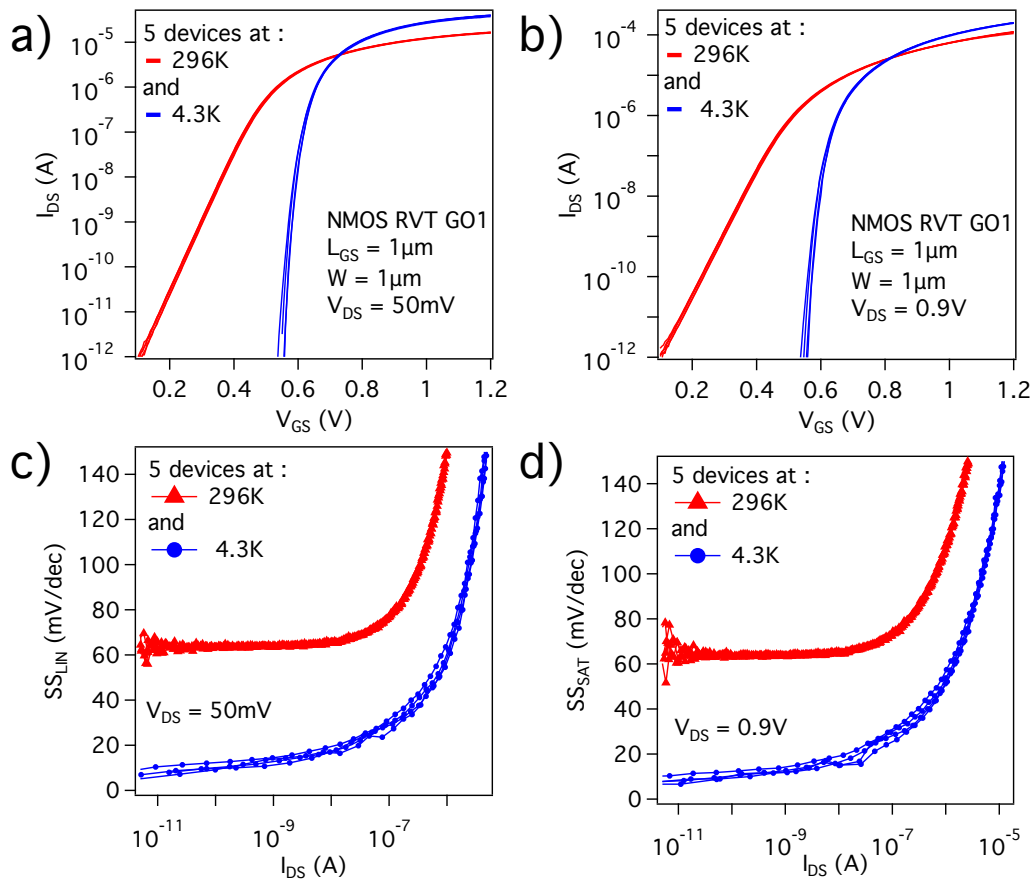 a)
5 devices at :
296K
and
4.3K
NMOS RVT GO1
L_GS = 1µm
W = 1µm
V_DS = 50mV
I_DS (A)
10^-5
10^-6
10^-7
10^-8
10^-9
10^-10
10^-11
10^-12
0.2 0.4 0.6 0.8 1 1.2
V_GS (V)
b)
5 devices at :
296K
and
4.3K
NMOS RVT GO1
L_GS = 1µm
W = 1µm
V_DS = 0.9V
I_DS (A)
10^-4
10^-6
10^-8
10^-10
10^-12
0.2 0.4 0.6 0.8 1 1.2
V_GS (V)
c)
5 devices at :
296K
and
4.3K
V_DS = 50mV
SS_LIN (mV/dec)
140
120
100
80
60
40
20
0
10^-11 10^-9 10^-7
I_DS (A)
d)
5 devices at :
296K
and
4.3K
V_DS = 0.9V
SS_SAT (mV/dec)
140
120
100
80
60
40
20
0
10^-11 10^-9 10^-7 10^-5
I_DS (A)